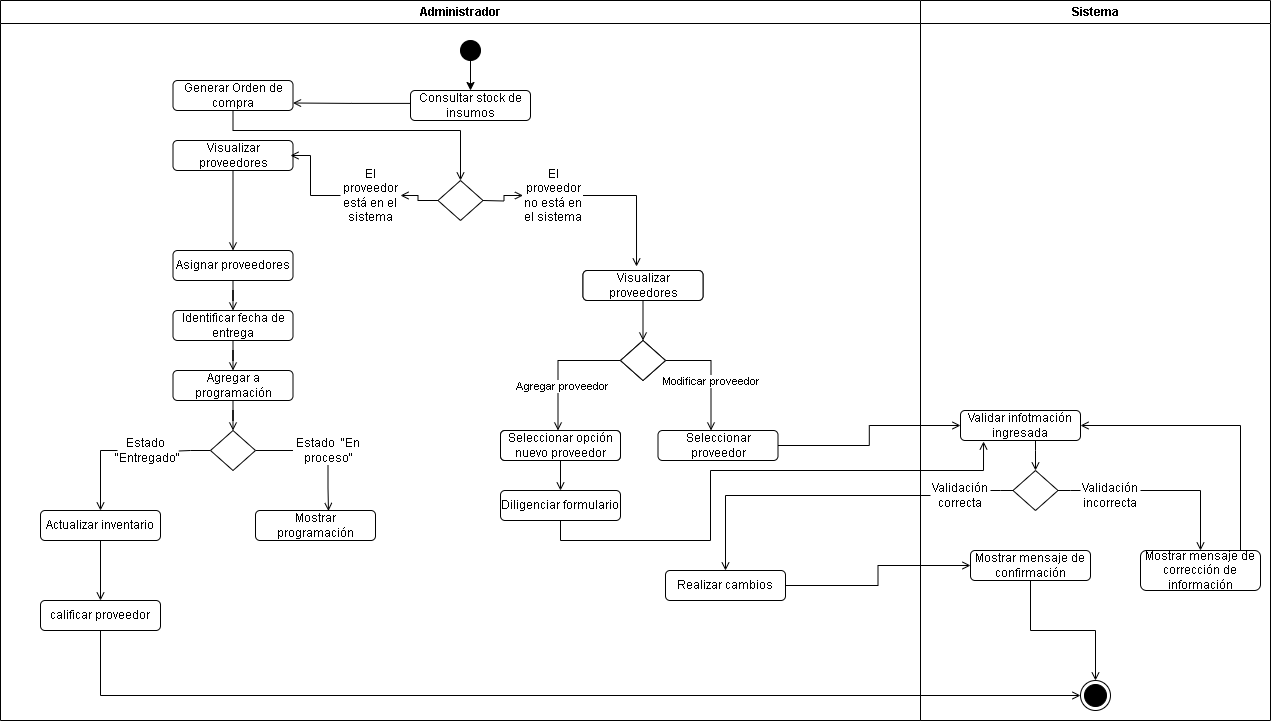 Administrador
Sistema
Consultar stock de
insumos
Generar Orden de
compra
Visualizar
proveedores
El
proveedor
está en el
sistema
El
proveedor
no está en
el sistema
Asignar proveedores
Visualizar
proveedores
Identificar fecha de
entrega
Agregar a
programación
Agregar proveedor
Modificar proveedor
Estado
"Entregado"
Estado "En
proceso"
Seleccionar opción
nuevo proveedor
Seleccionar
proveedor
Validar infotmación
ingresada
Diligenciar formulario
Validación
correcta
Validación
incorrecta
Actualizar inventario
Mostrar
programación
Realizar cambios
Mostrar mensaje de
confirmación
Mostrar mensaje de
corrección de
información
calificar proveedor